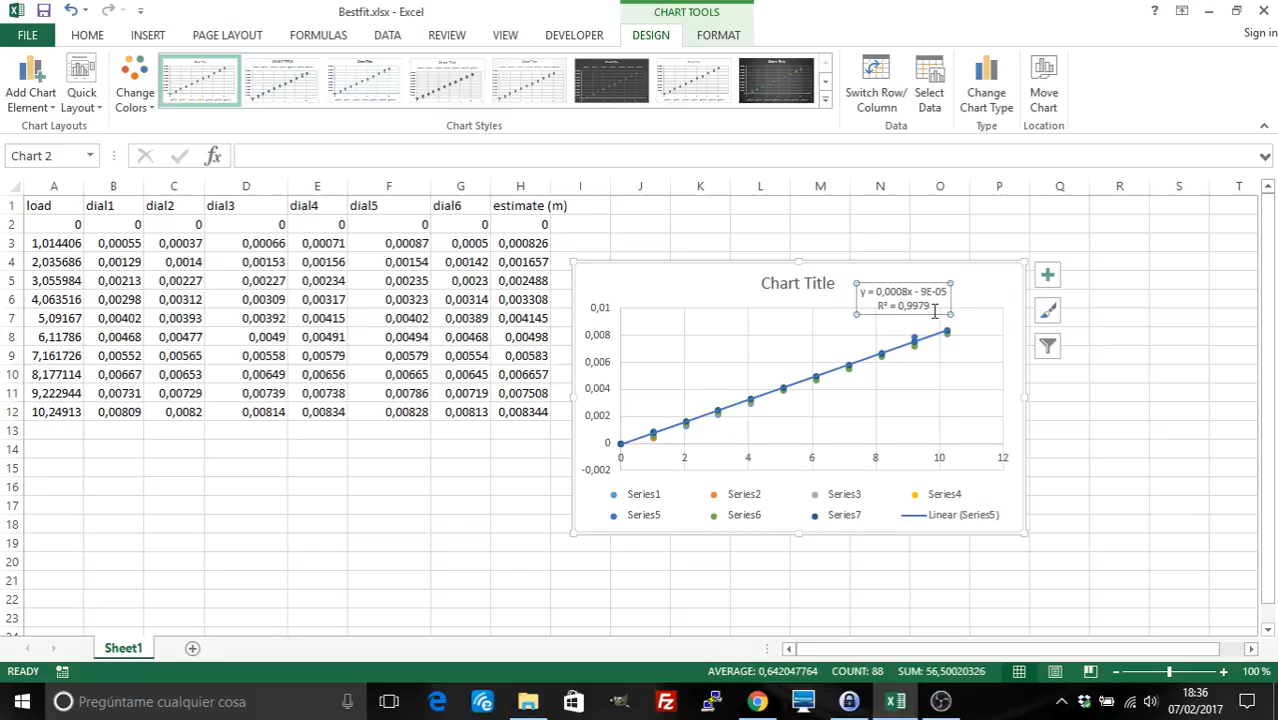 Bestfit.xlsx - Excel
CHART TOOLS
?
FILE
HOME
INSERT
PAGE LAYOUT
FORMULAS
DATA
REVIEW
VIEW
DEVELOPER
DESIGN
FORMAT
Sign in
Add Chart
Element
Quick
Layout
Change
Colors
Switch Row/
Column
Select
Data
Change
Chart Type
Move
Chart
Chart Layouts
Chart Styles
Data
Type
Location
Chart 2
fx
A B C D E F G H I J K L M N O P Q R S T
1 load dial1 dial2 dial3 dial4 dial5 dial6 estimate (m)
2 0 0 0 0 0 0 0 0
3 1,014406 0,00055 0,00037 0,00066 0,00071 0,00087 0,0005 0,000826
4 2,035686 0,00129 0,0014 0,00153 0,00156 0,00154 0,00142 0,001657
5 3,055984 0,00213 0,00227 0,00227 0,00234 0,00235 0,0023 0,002488
6 4,063516 0,00298 0,00312 0,00309 0,00317 0,00323 0,00314 0,003308
7 5,09167 0,00402 0,00393 0,00392 0,00415 0,00402 0,00389 0,004145
8 6,11786 0,00468 0,00477 0,0049 0,00491 0,00494 0,00468 0,00498
9 7,161726 0,00552 0,00565 0,00558 0,00579 0,00579 0,00554 0,00583
10 8,177114 0,00667 0,00653 0,00649 0,00656 0,00665 0,00645 0,006657
11 9,222944 0,00731 0,00729 0,00739 0,00738 0,00786 0,00719 0,007508
12 10,24913 0,00809 0,0082 0,00814 0,00834 0,00828 0,00813 0,008344
13
14
15
16
17
18
19
20
21
22
23
Chart Title
y = 0,0008x - 9E-05
R² = 0,9979
0,01
0,008
0,006
0,004
0,002
0
-0,002
0 2 4 6 8 10 12
Series1 Series2 Series3 Series4
Series5 Series6 Series7 Linear (Series5)
Sheet1
READY
AVERAGE: 0,642047764 COUNT: 88 SUM: 56,50020326
100 %
Pregúntame cualquier cosa
18:36
07/02/2017